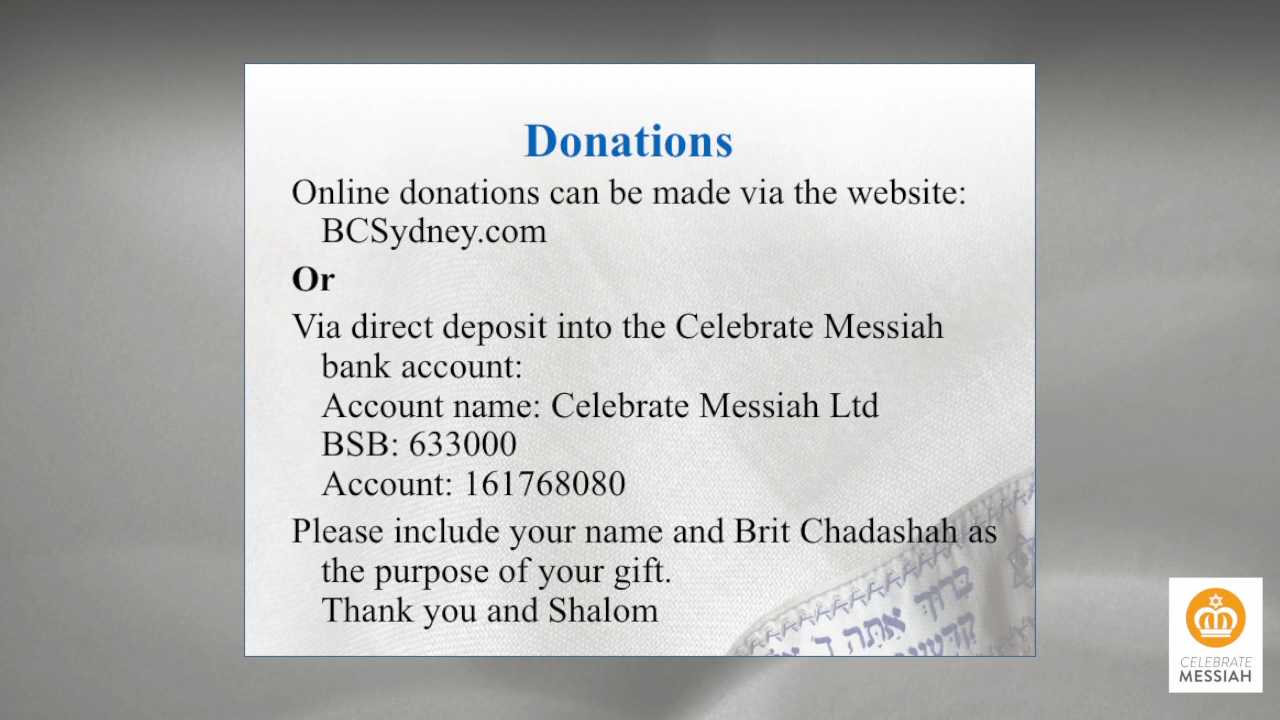 Donations
Online donations can be made via the website:
BCSydney.com
Or
Via direct deposit into the Celebrate Messiah
bank account:
Account name: Celebrate Messiah Ltd
BSB: 633000
Account: 161768080
Please include your name and Brit Chadashah as
the purpose of your gift.
Thank you and Shalom
ברוך אתה ד'
CELEBRATE
MESSIAH